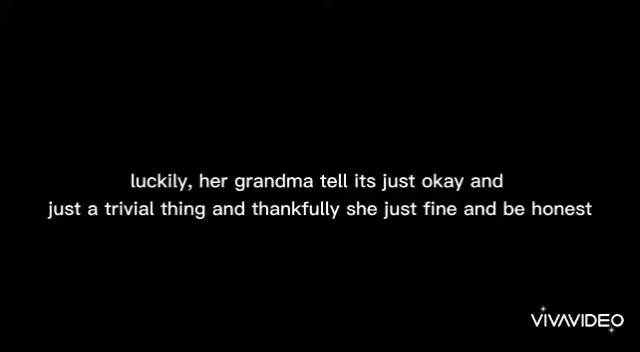 luckily, her grandma tell its just okay and
just a trivial thing and thankfully she just fine and be honest
VIVAVIDEO